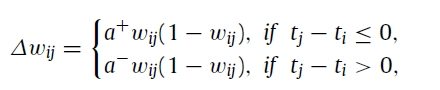 a⁺wᵢⱼ(1 − wᵢⱼ), if tⱼ − tᵢ ≤ 0,
Δwᵢⱼ = {
a⁻wᵢⱼ(1 − wᵢⱼ), if tⱼ − tᵢ > 0,